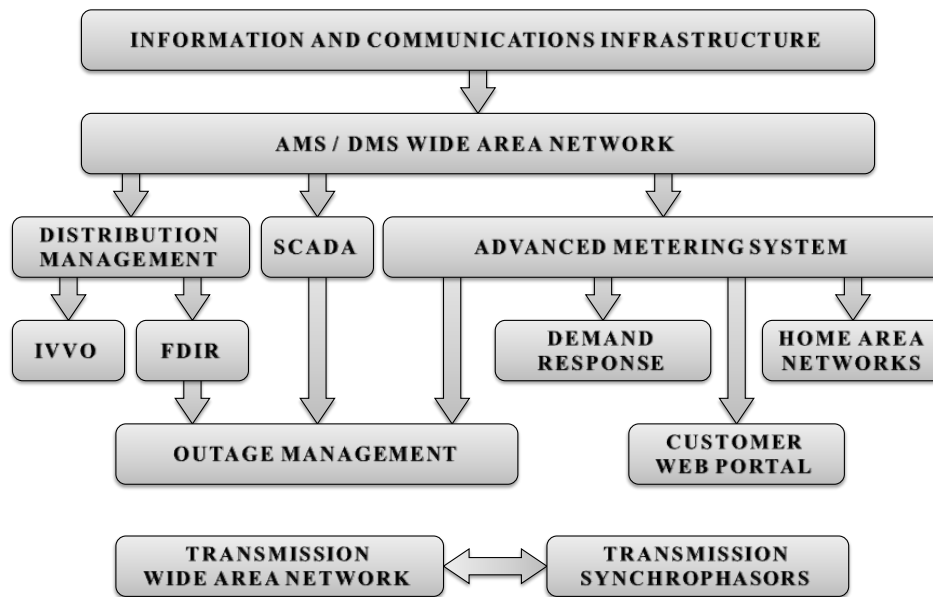 INFORMATION AND COMMUNICATIONS INFRASTRUCTURE
AMS / DMS WIDE AREA NETWORK
DISTRIBUTION
MANAGEMENT
SCADA
ADVANCED METERING SYSTEM
IVVO
FDIR
DEMAND
RESPONSE
HOME AREA
NETWORKS
OUTAGE MANAGEMENT
CUSTOMER
WEB PORTAL
TRANSMISSION
WIDE AREA NETWORK
TRANSMISSION
SYNCHROPHASORS